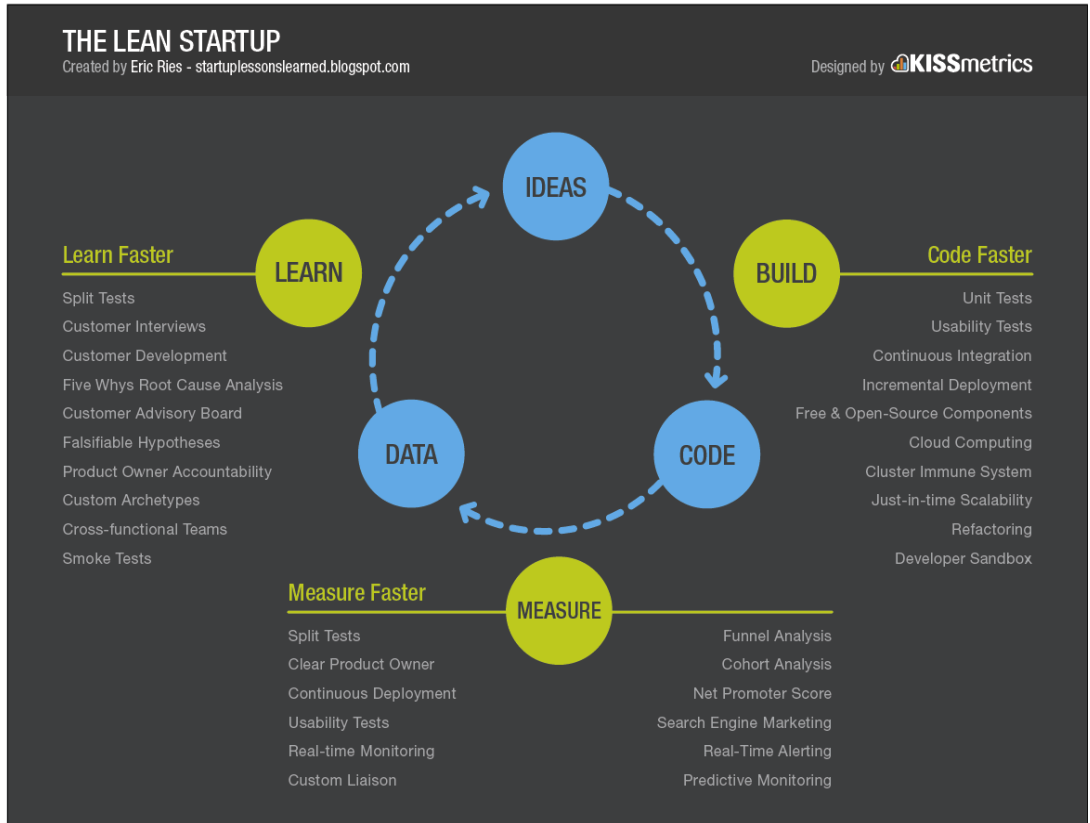 THE LEAN STARTUP
Created by Eric Ries - startuplessonslearned.blogspot.com
Designed by KISSmetrics
IDEAS
LEARN
BUILD
DATA
CODE
Learn Faster
Split Tests
Customer Interviews
Customer Development
Five Whys Root Cause Analysis
Customer Advisory Board
Falsifiable Hypotheses
Product Owner Accountability
Custom Archetypes
Cross-functional Teams
Smoke Tests
Code Faster
Unit Tests
Usability Tests
Continuous Integration
Incremental Deployment
Free & Open-Source Components
Cloud Computing
Cluster Immune System
Just-in-time Scalability
Refactoring
Developer Sandbox
Measure Faster
MEASURE
Split Tests
Clear Product Owner
Continuous Deployment
Usability Tests
Real-time Monitoring
Custom Liaison
Funnel Analysis
Cohort Analysis
Net Promoter Score
Search Engine Marketing
Real-Time Alerting
Predictive Monitoring